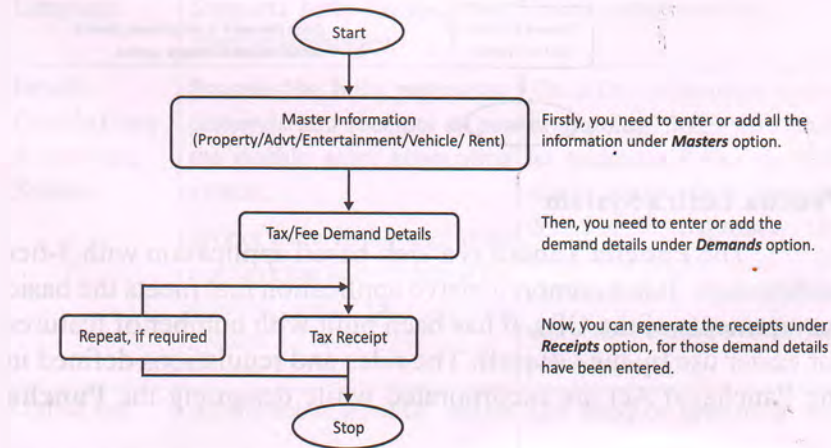 Start
Master Information
(Property/Advt/Entertainment/Vehicle/ Rent)
Firstly, you need to enter or add all the
information under Masters option.
Tax/Fee Demand Details
Then, you need to enter or add the
demand details under Demands option.
Repeat, if required
Tax Receipt
Now, you can generate the receipts under
Receipts option, for those demand details
have been entered.
Stop